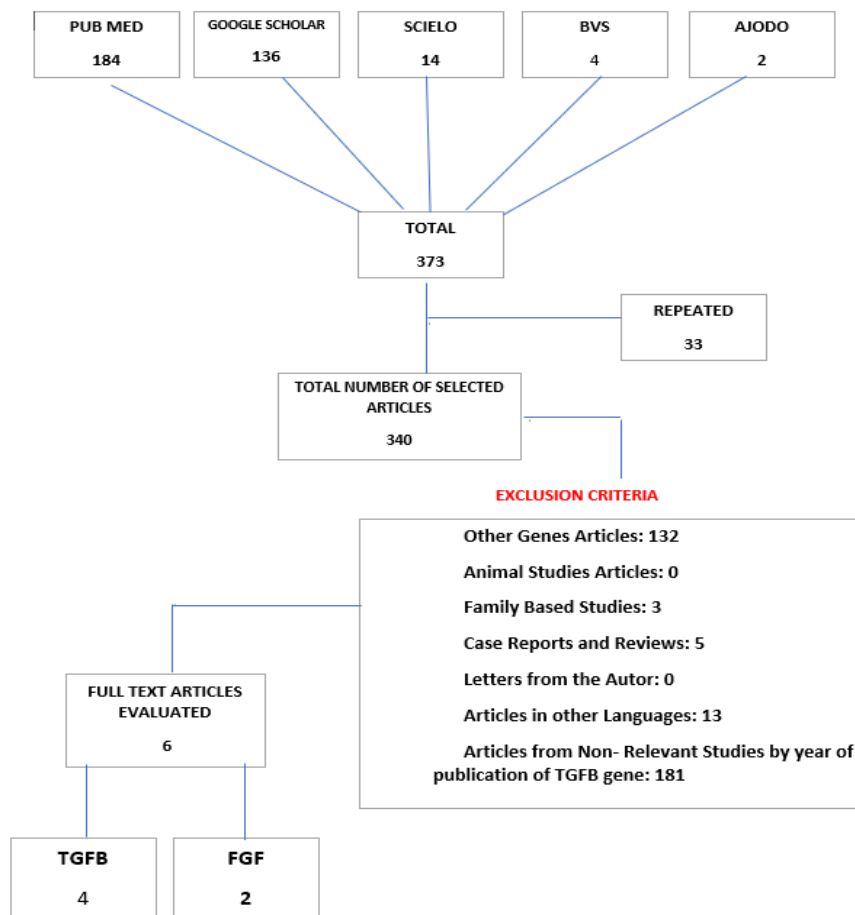 PUB MED
184
GOOGLE SCHOLAR
136
SCIELO
14
BVS
4
AJODO
2
TOTAL
373
REPEATED
33
TOTAL NUMBER OF SELECTED
ARTICLES
340
EXCLUSION CRITERIA
Other Genes Articles: 132
Animal Studies Articles: 0
Family Based Studies: 3
Case Reports and Reviews: 5
Letters from the Autor: 0
Articles in other Languages: 13
Articles from Non- Relevant Studies by year of
publication of TGFB gene: 181
FULL TEXT ARTICLES
EVALUATED
6
TGFB
4
FGF
2